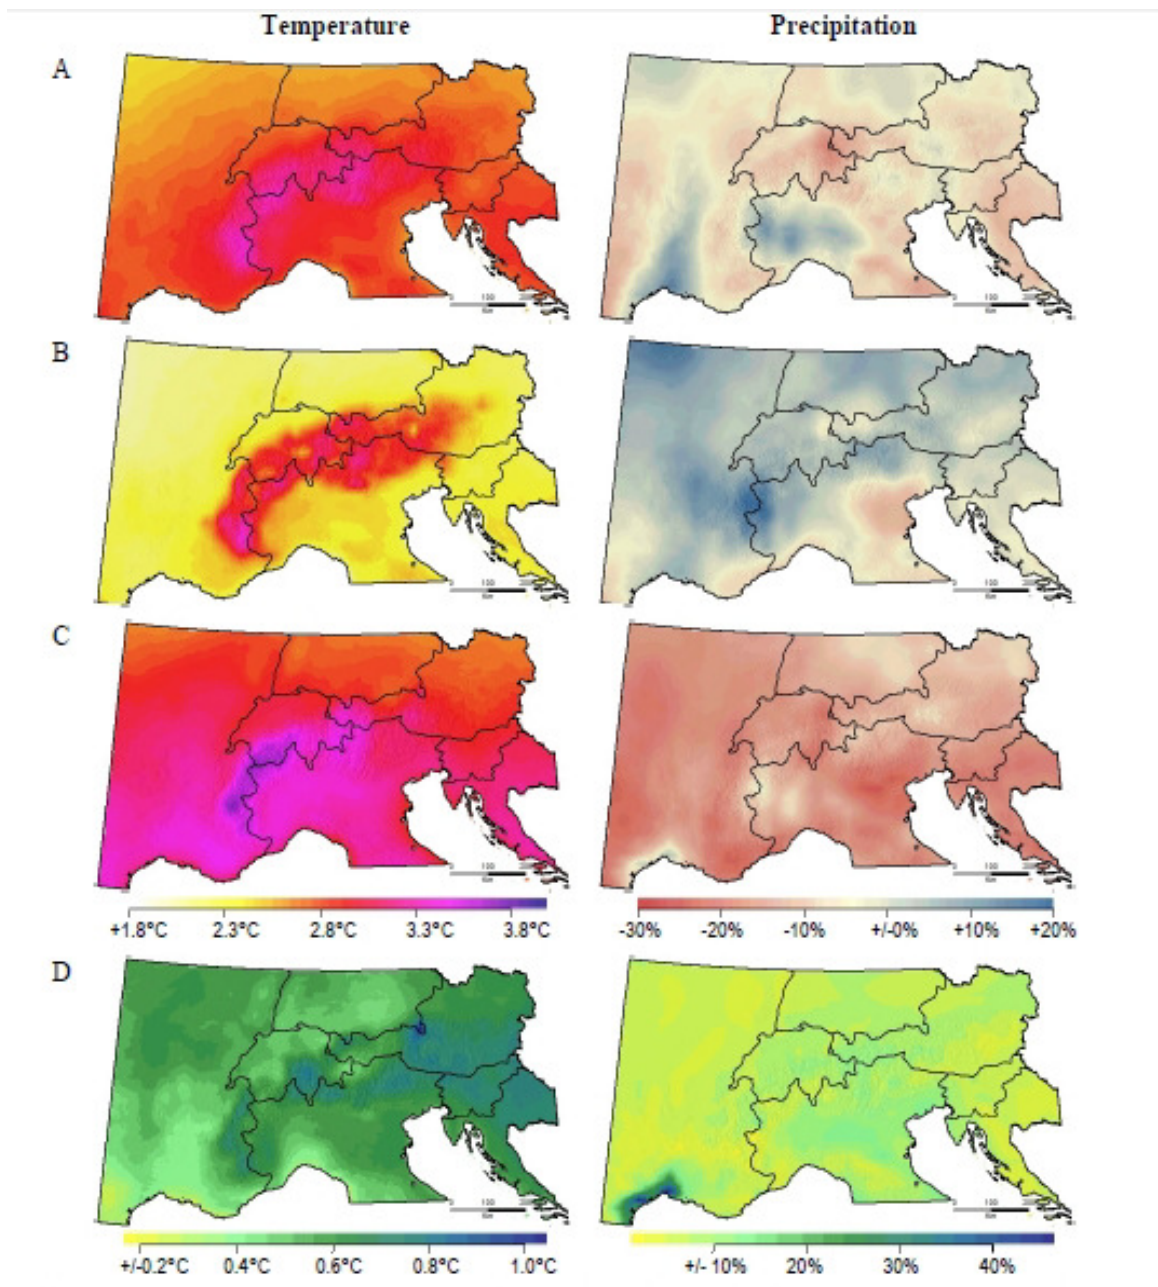 Temperature Precipitation
A
B
C
+1.8°C 2.3°C 2.8°C 3.3°C 3.8°C
-30% -20% -10% +/-0% +10% +20%
D
+/-0.2°C 0.4°C 0.6°C 0.8°C 1.0°C
+/- 10% 20% 30% 40%